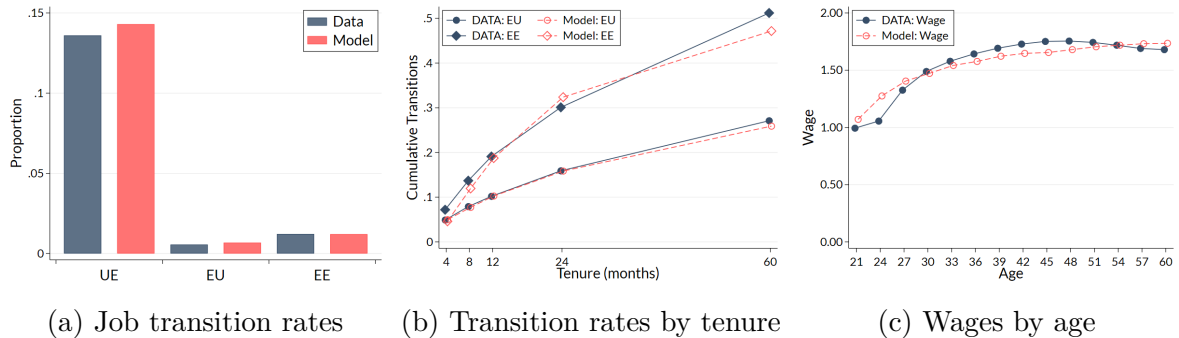 .15
.1
.05
0
Proportion
Data
Model
UE EU EE
(a) Job transition rates
.5
.4
.3
.2
.1
0
Cumulative Transitions
DATA: EU Model: EU
DATA: EE Model: EE
4 8 12 24 60
Tenure (months)
(b) Transition rates by tenure
2.00
1.50
1.00
0.50
0.00
Wage
DATA: Wage
Model: Wage
21 24 27 30 33 36 39 42 45 48 51 54 57 60
Age
(c) Wages by age